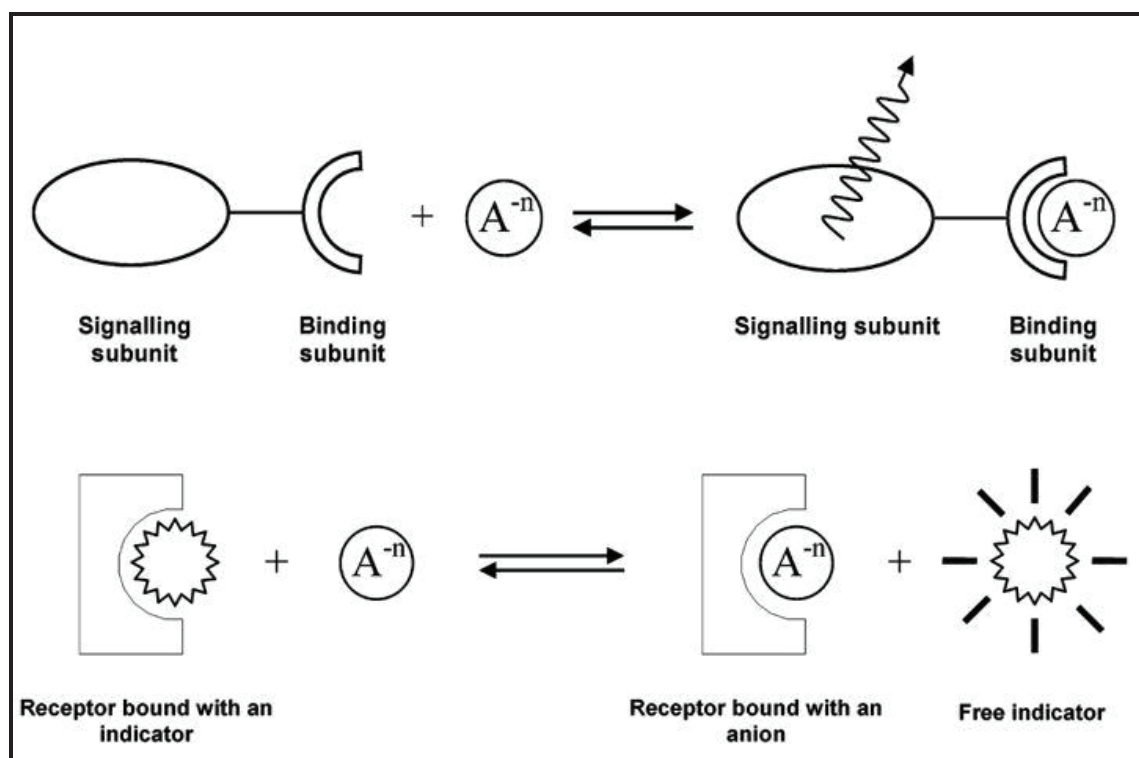 + A⁻ⁿ A⁻ⁿ
Signalling subunit
Binding subunit
Signalling subunit
Binding subunit
+ A⁻ⁿ A⁻ⁿ +
Receptor bound with an indicator
Receptor bound with an anion
Free indicator